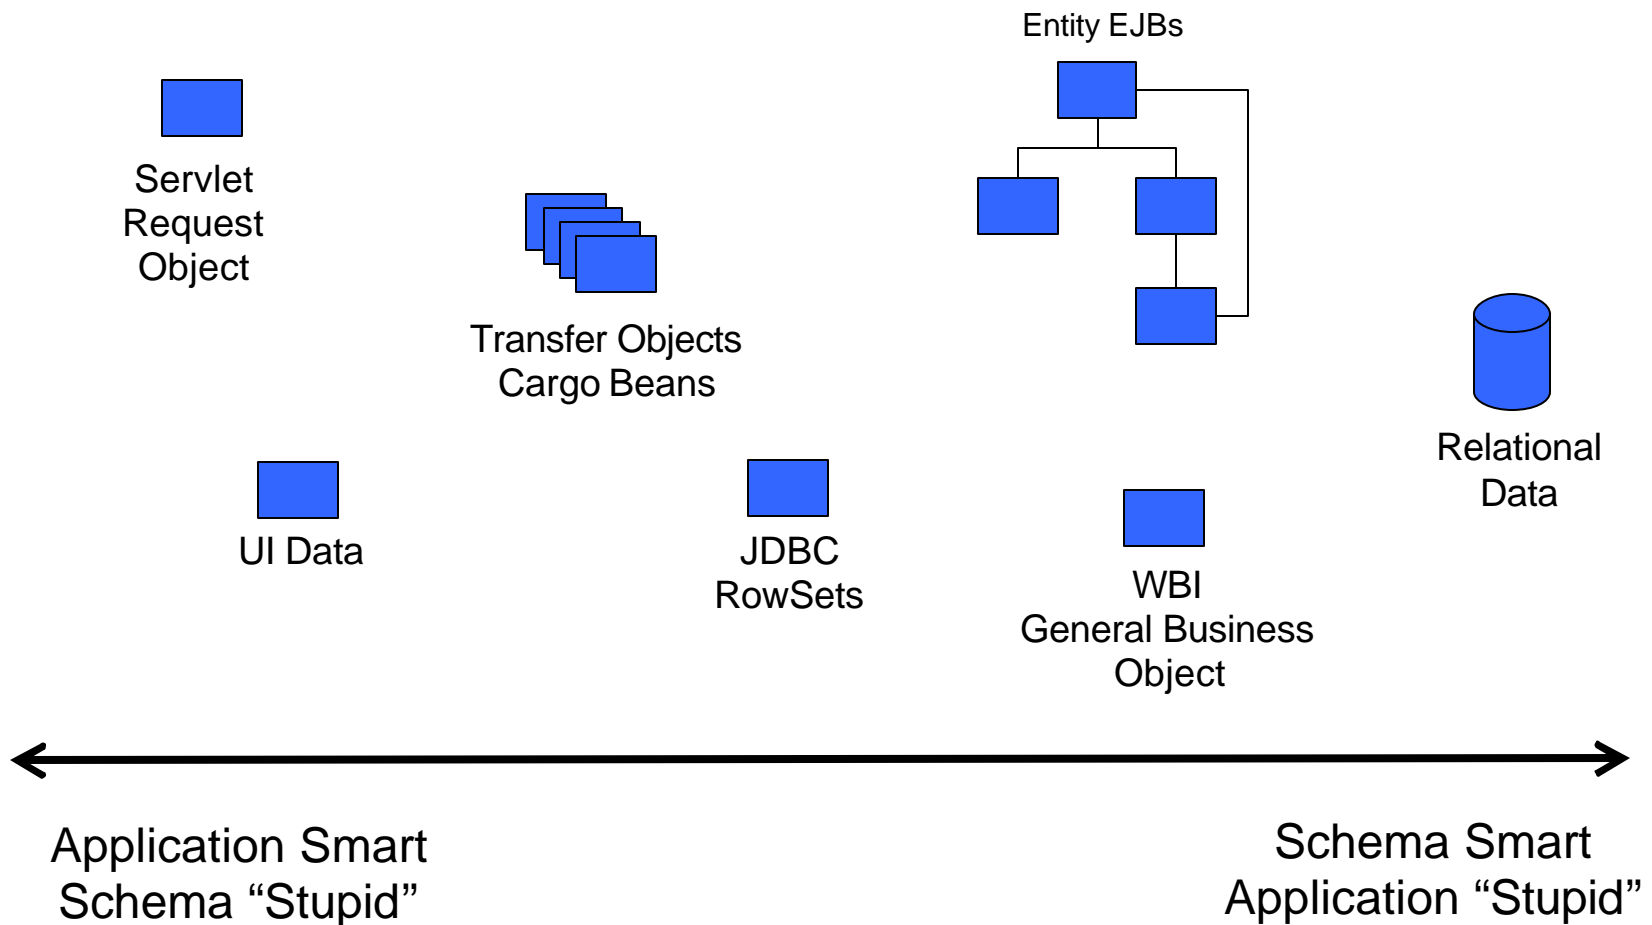 Entity EJBs
Servlet
Request
Object
Transfer Objects
Cargo Beans
Relational
Data
UI Data
JDBC
RowSets
WBI
General Business
Object
Application Smart
Schema “Stupid”
Schema Smart
Application “Stupid”